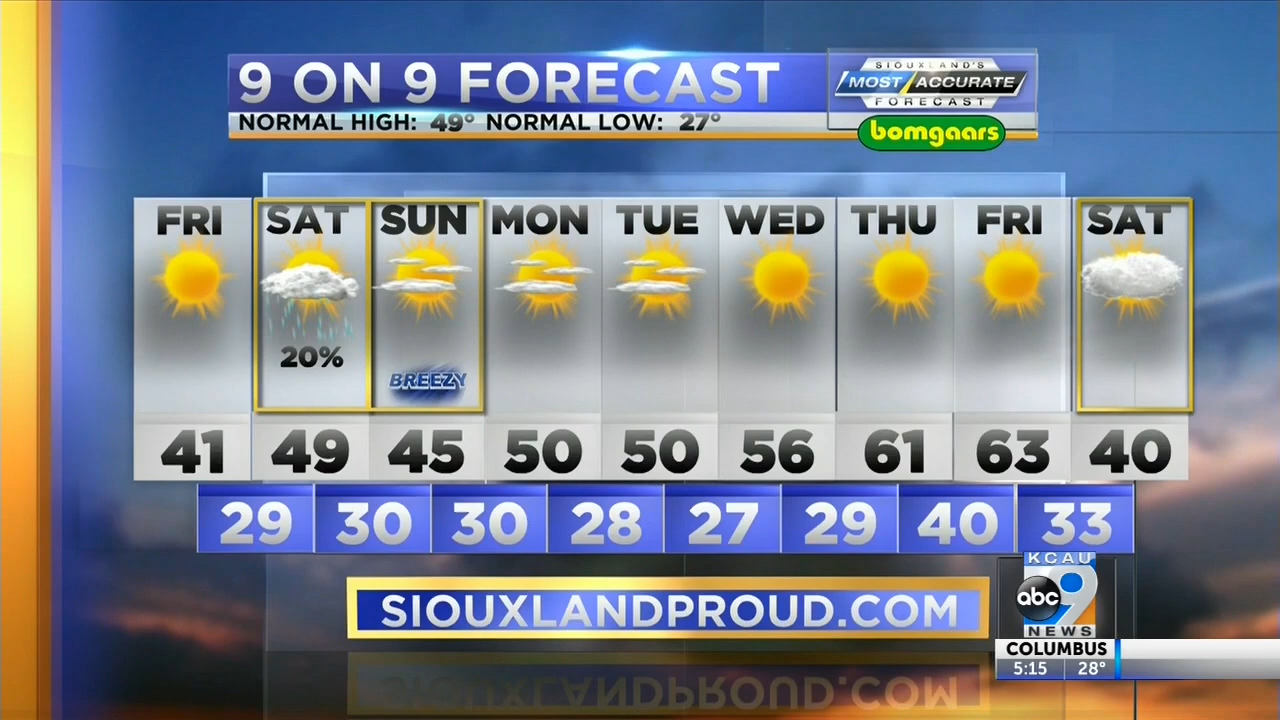 9 ON 9 FORECAST
NORMAL HIGH: 49° NORMAL LOW: 27°
SIOUXLAND'S
MOST ACCURATE
FORECAST
bomgaars
FRI SAT SUN MON TUE WED THU FRI SAT
20%
BREEZY
41 49 45 50 50 56 61 63 40
29 30 30 28 27 29 40 33
SIOUXLANDPROUD.COM
KCAU
abc 9
NEWS
COLUMBUS
5:15 28°
SIOUXLANDPROUD.COM